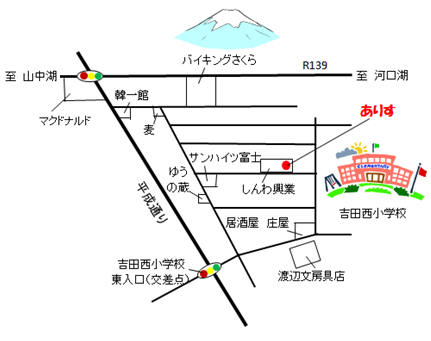 バイキングさくら
R139
至 山中湖
至 河口湖
マクドナルド
韓一館
麦
ありす
サンハイツ富士
ゆう
の蔵
しんわ興業
ELEMENTARY
吉田西小学校
平成通り
居酒屋 庄屋
吉田西小学校
東入口(交差点)
渡辺文房具店